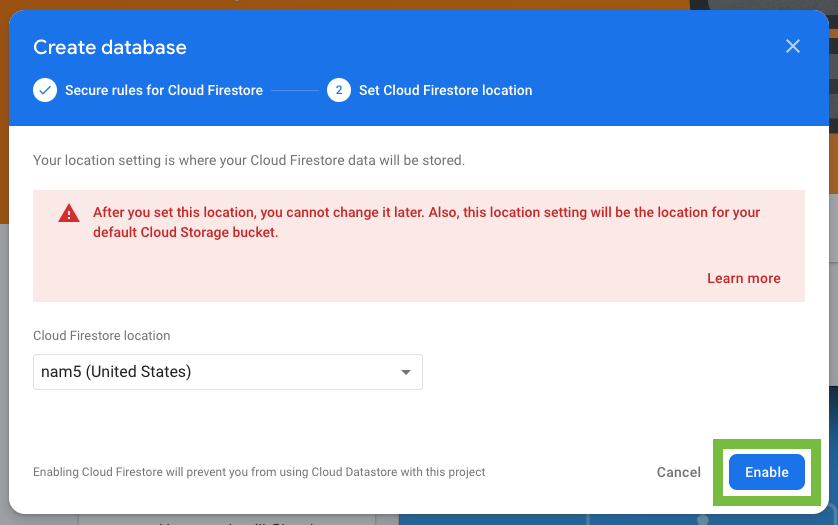 Create database
Secure rules for Cloud Firestore
2
Set Cloud Firestore location
Your location setting is where your Cloud Firestore data will be stored.
After you set this location, you cannot change it later. Also, this location setting will be the location for your
default Cloud Storage bucket.
Learn more
Cloud Firestore location
nam5 (United States)
Enabling Cloud Firestore will prevent you from using Cloud Datastore with this project
Cancel
Enable